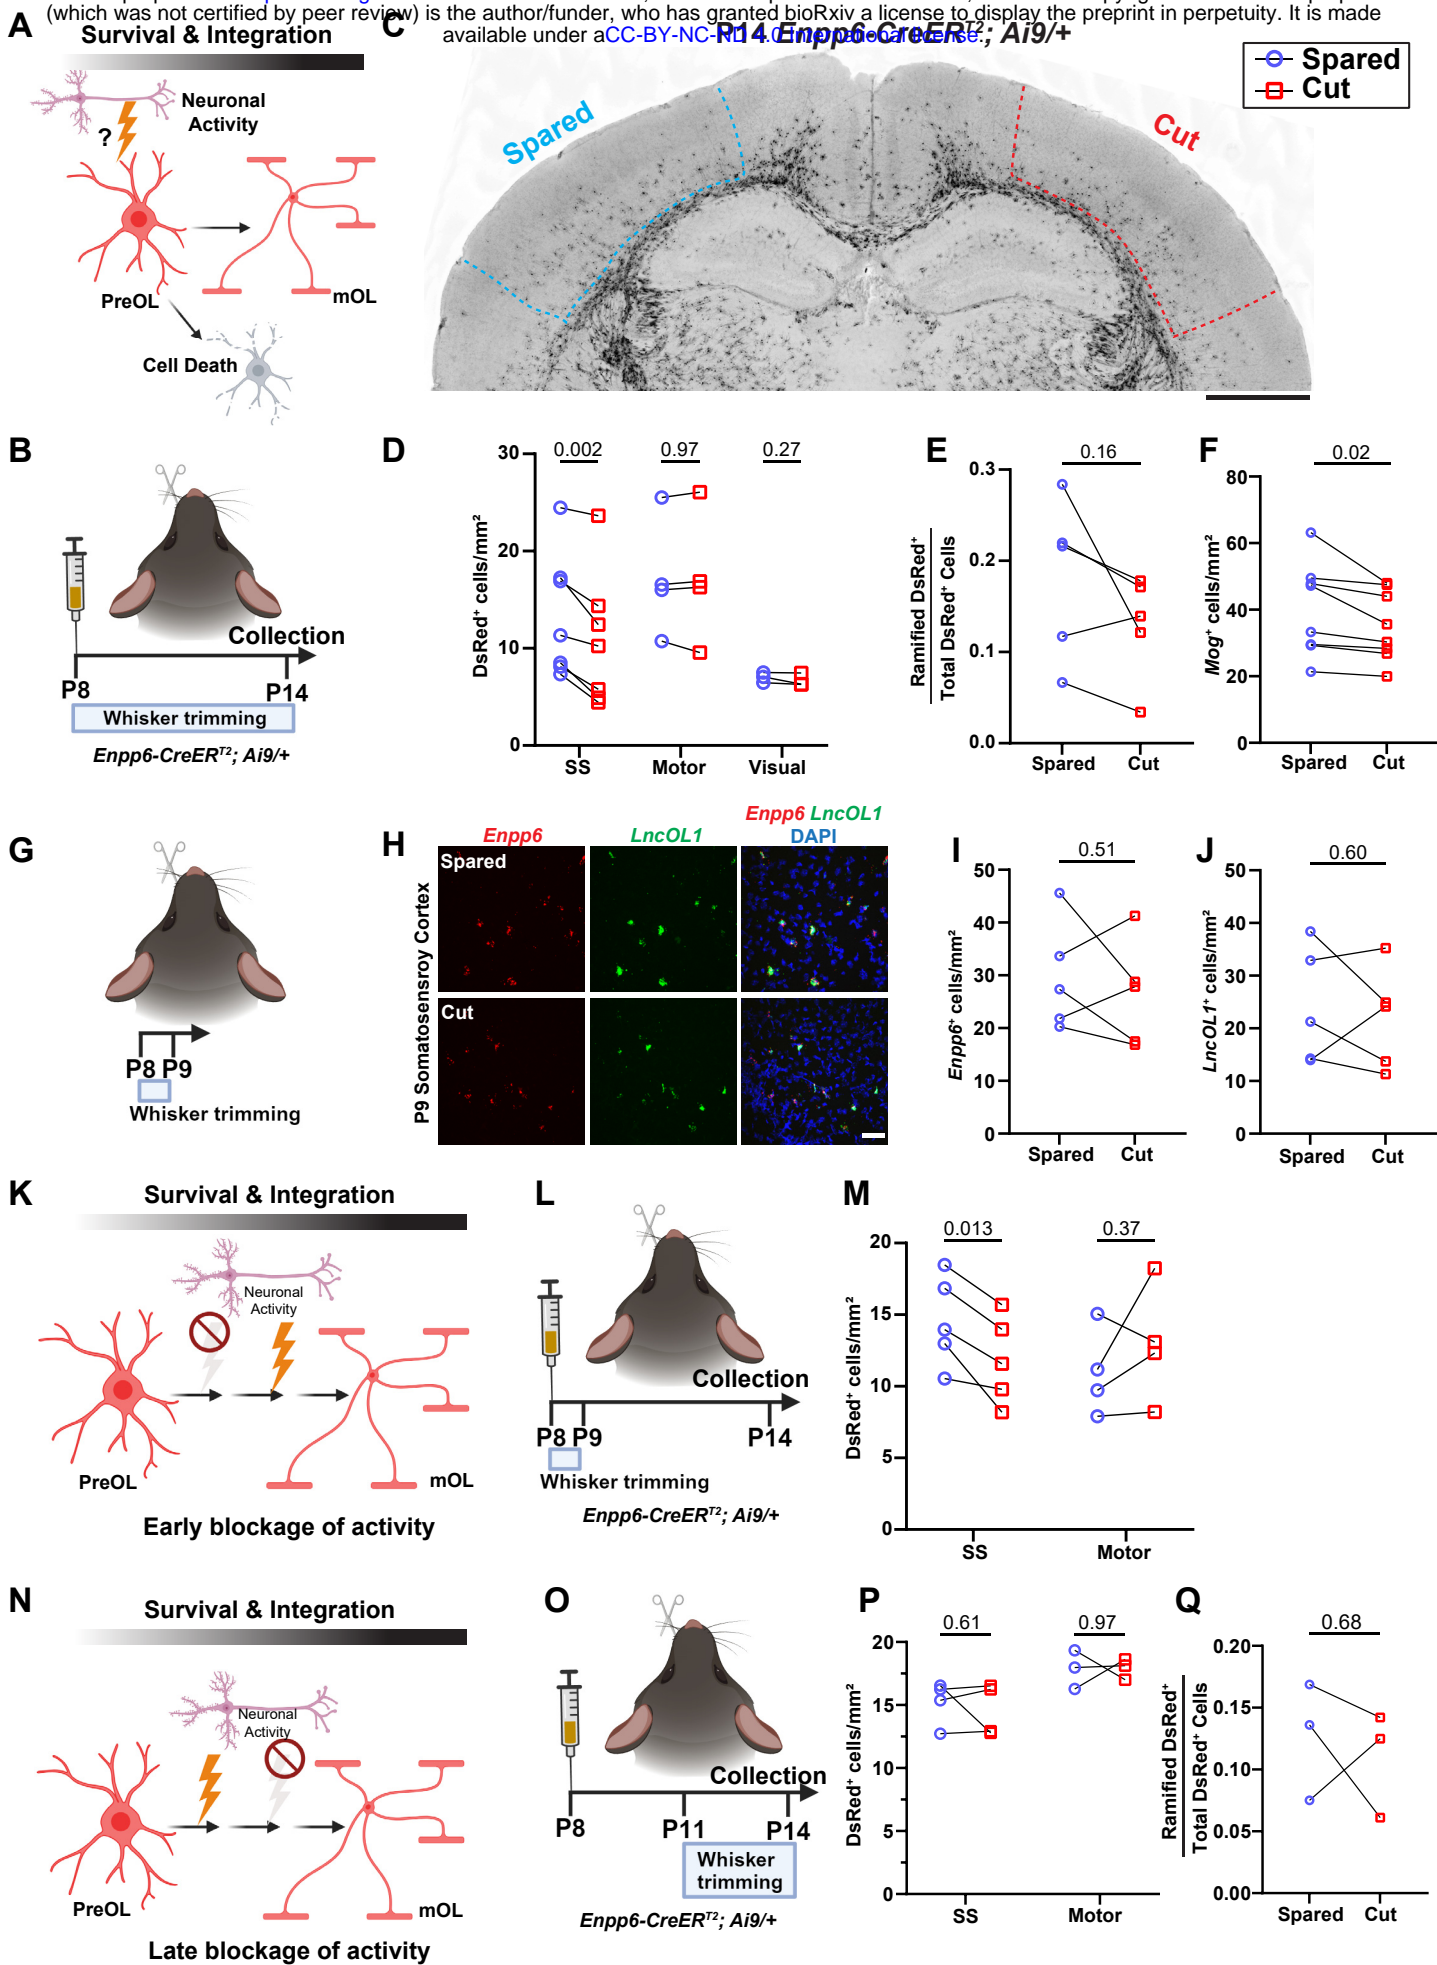 (which was not certified by peer review) is the author/funder, who has granted bioRxiv a license to display the preprint in perpetuity. It is made
available under aCC-BY-NC-ND 4.0 International license.
A
Survival & Integration
Neuronal
Activity
?
PreOL
mOL
Cell Death
C
P14 Enpp6-CreERT2; Ai9/+
Spared
Cut
Spared
Cut
B
Collection
P8
P14
Whisker trimming
Enpp6-CreERT2; Ai9/+
D
DsRed+ cells/mm²
30
20
10
0
0.002
0.97
0.27
SS
Motor
Visual
E
Ramified DsRed+
Total DsRed+ Cells
0.3
0.2
0.1
0.0
0.16
Spared
Cut
F
Mog+ cells/mm²
80
60
40
20
0
0.02
Spared
Cut
G
P8 P9
Whisker trimming
H
Enpp6
LncOL1
Enpp6 LncOL1
DAPI
P9 Somatosensroy Cortex
Spared
Cut
I
Enpp6+ cells/mm²
50
40
30
20
10
0
0.51
Spared
Cut
J
LncOL1+ cells/mm²
50
40
30
20
10
0
0.60
Spared
Cut
K
Survival & Integration
Neuronal
Activity
PreOL
mOL
Early blockage of activity
L
Collection
P8 P9
P14
Whisker trimming
Enpp6-CreERT2; Ai9/+
M
DsRed+ cells/mm²
20
15
10
5
0
0.013
0.37
SS
Motor
N
Survival & Integration
Neuronal
Activity
PreOL
mOL
Late blockage of activity
O
Collection
P8
P11
P14
Whisker
trimming
Enpp6-CreERT2; Ai9/+
P
DsRed+ cells/mm²
20
15
10
5
0
0.61
0.97
SS
Motor
Q
Ramified DsRed+
Total DsRed+ Cells
0.20
0.15
0.10
0.05
0.00
0.68
Spared
Cut